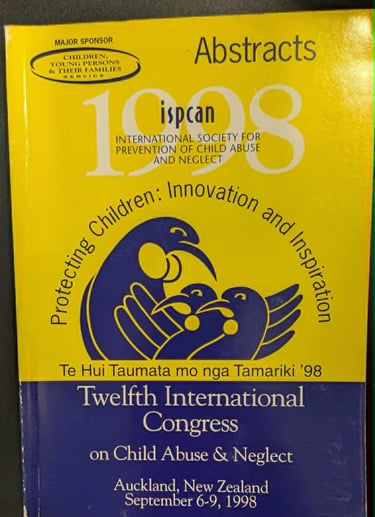 MAJOR SPONSOR
CHILDREN,
YOUNG PERSONS
& THEIR FAMILIES
SERVICE
Abstracts
1998
ispcan
INTERNATIONAL SOCIETY FOR
PREVENTION OF CHILD ABUSE
AND NEGLECT
Protecting Children: Innovation and Inspiration
Te Hui Taumata mo nga Tamariki '98
Twelfth International
Congress
on Child Abuse & Neglect
Auckland, New Zealand
September 6-9, 1998